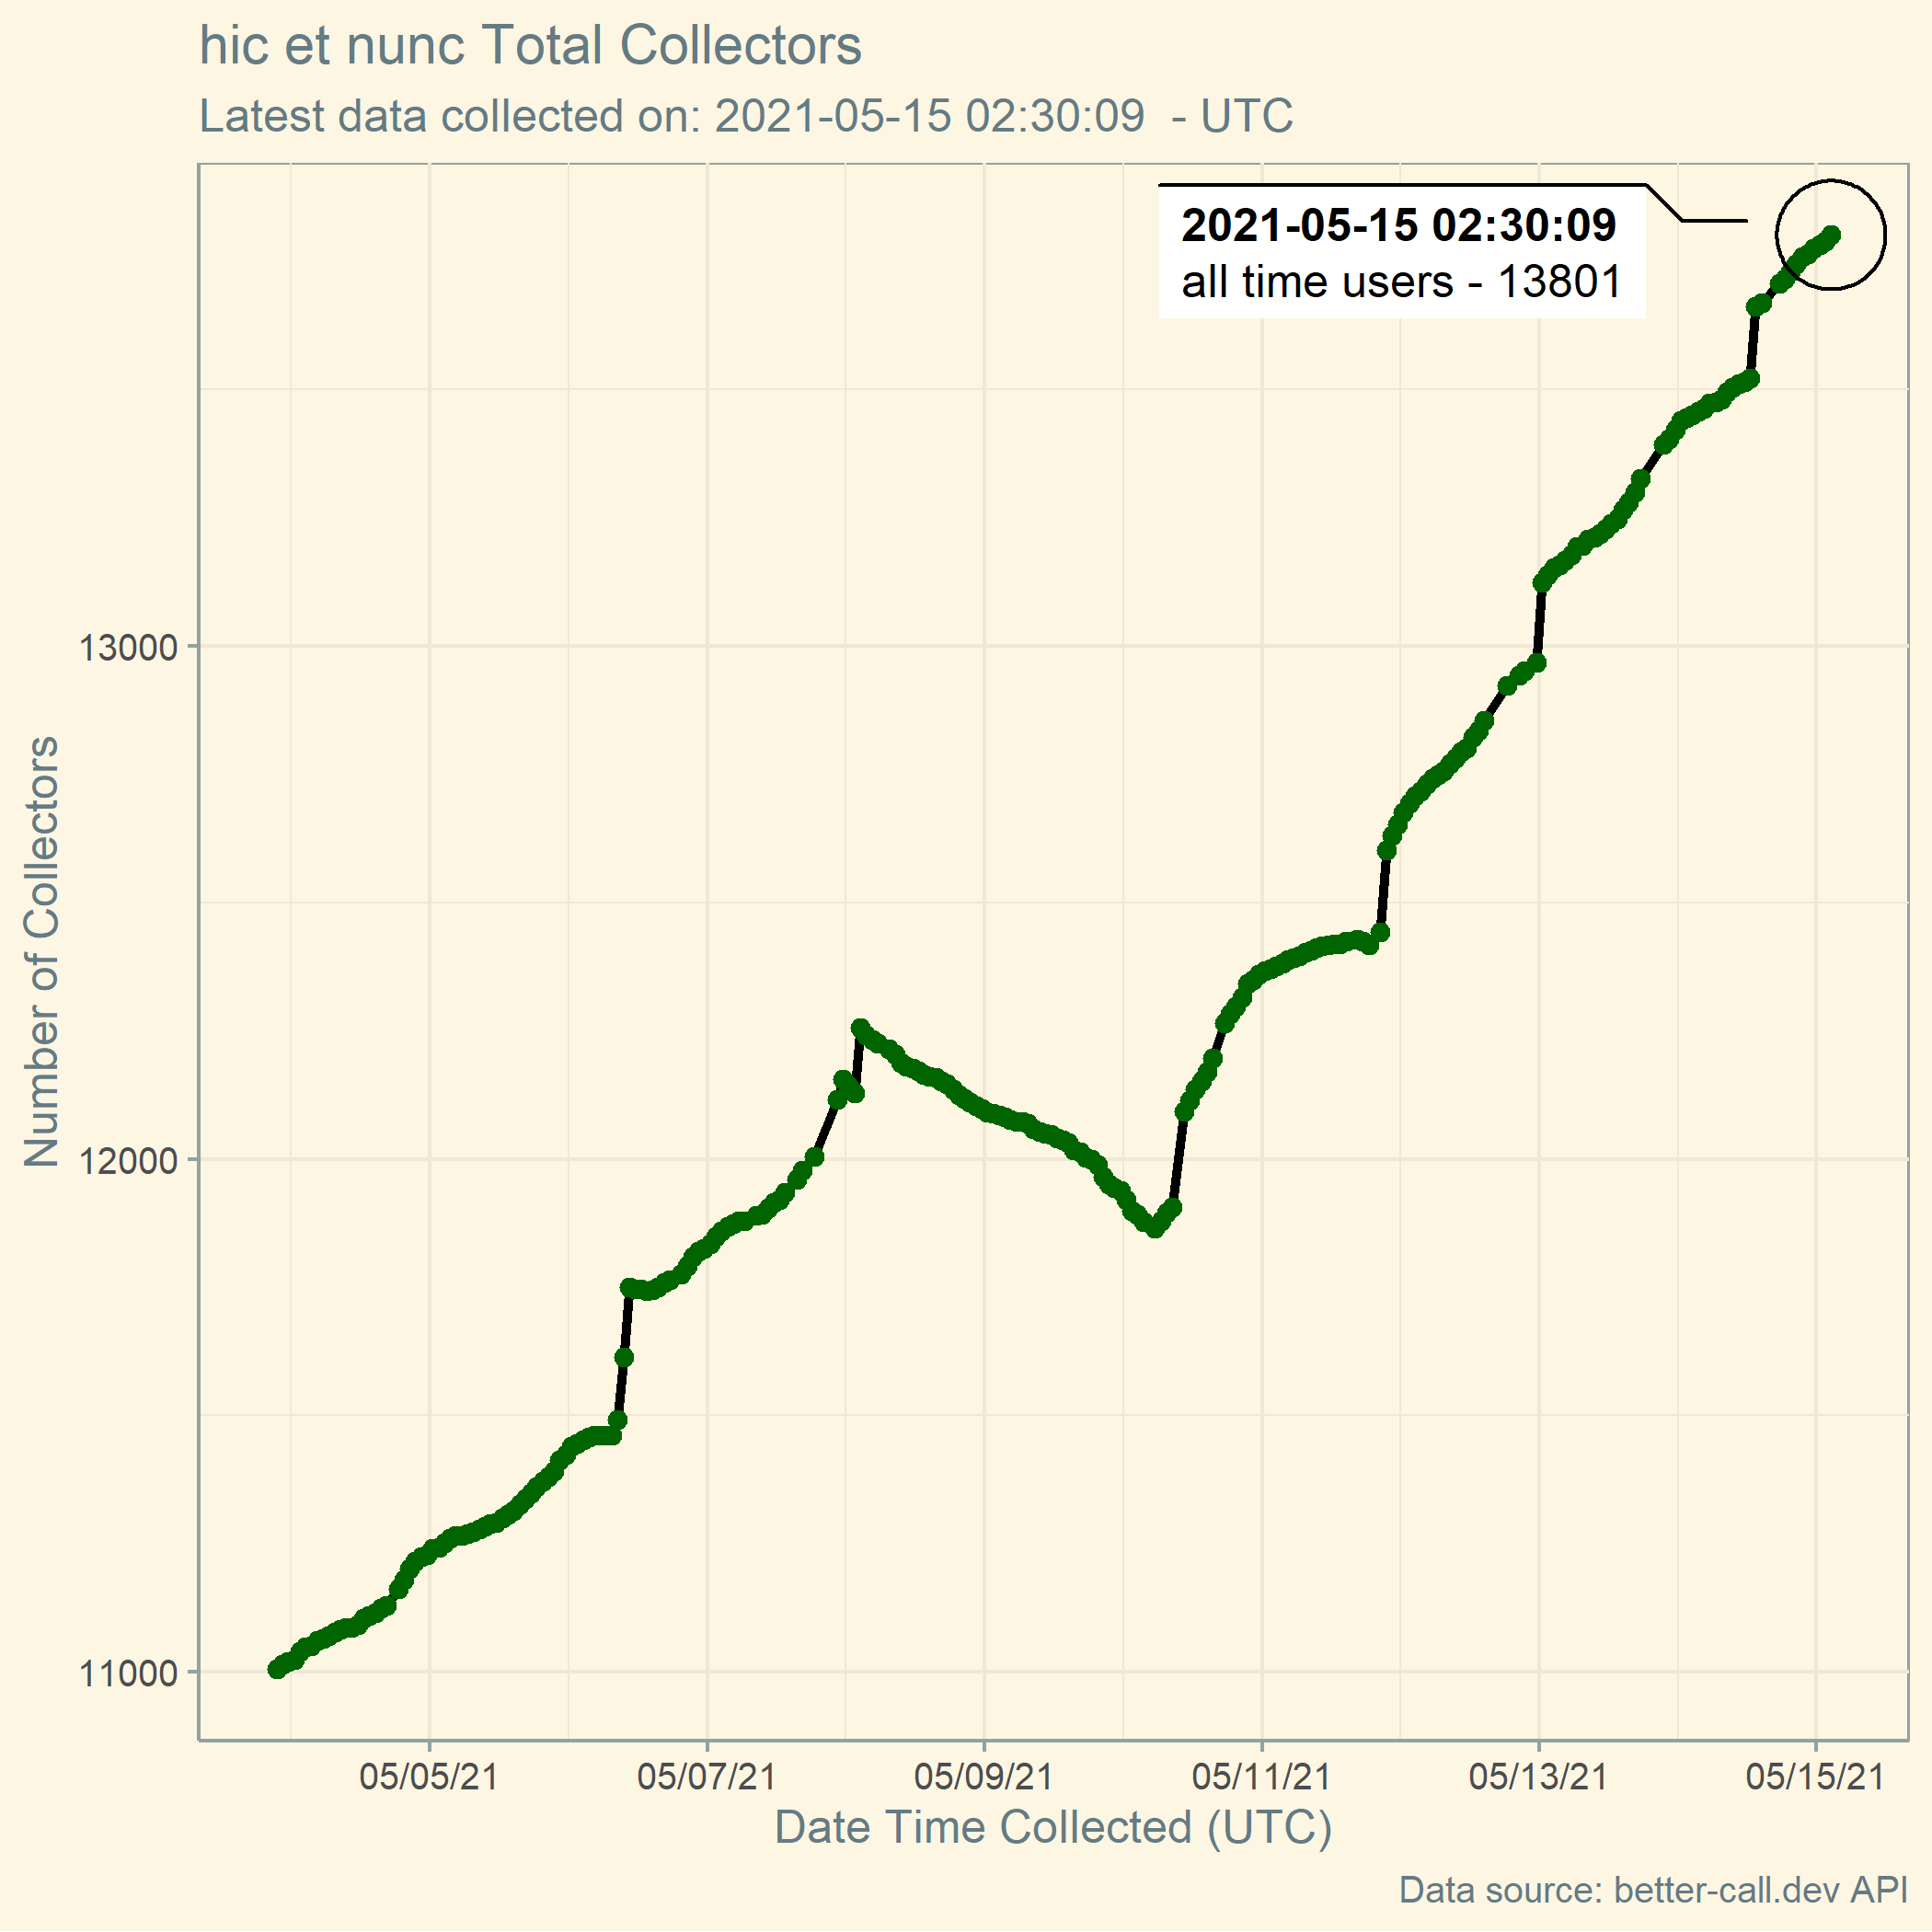 hic et nunc Total Collectors
Latest data collected on: 2021-05-15 02:30:09  - UTC
2021-05-15 02:30:09
all time users - 13801
Number of Collectors
13000
12000
11000
05/05/21
05/07/21
05/09/21
05/11/21
05/13/21
05/15/21
Date Time Collected (UTC)
Data source: better-call.dev API